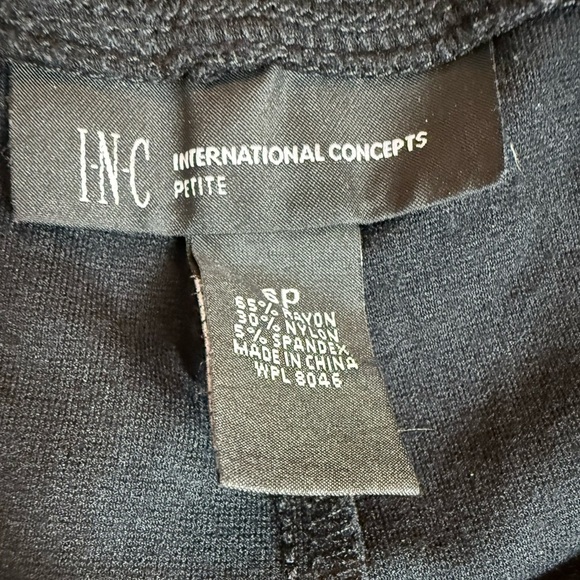 I·N·C INTERNATIONAL CONCEPTS
PETITE
SP
65% RAYON
30% NYLON
5% SPANDEX
MADE IN CHINA
WPL 8046